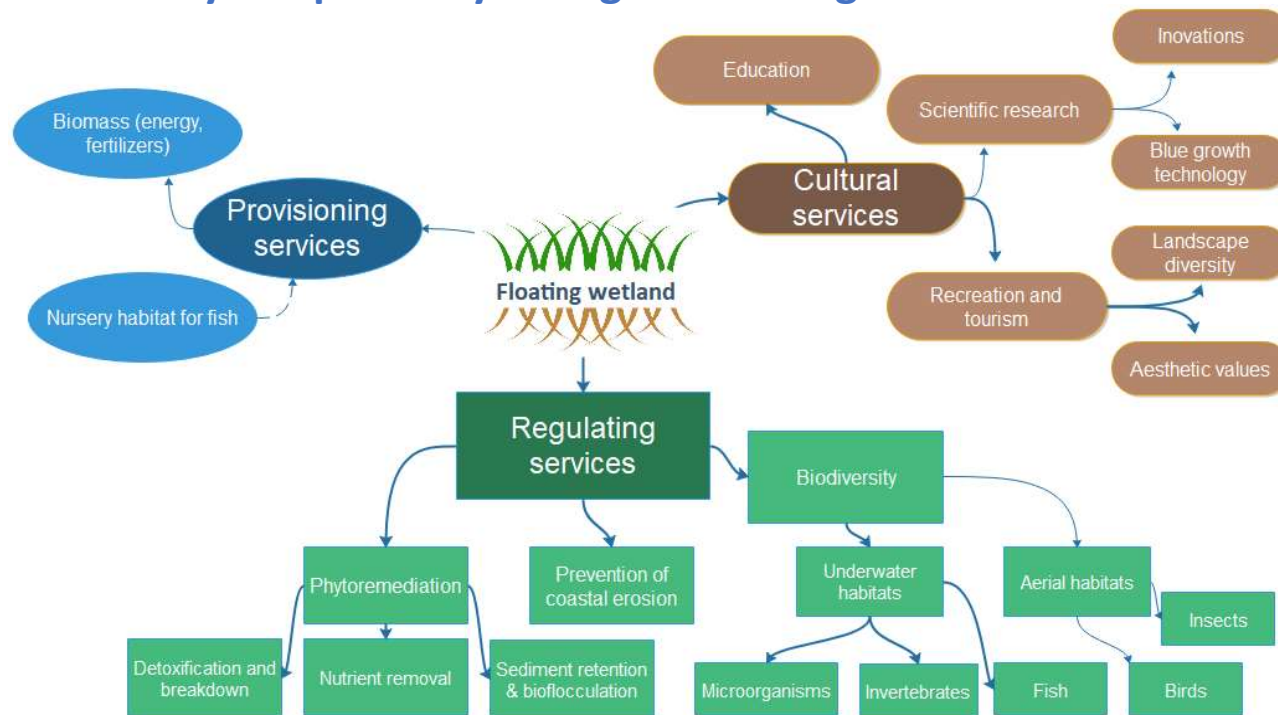 Inovations
Education
Scientific research
Biomass (energy,
fertilizers)
Blue growth
technology
Cultural
services
Provisioning
services
Landscape
diversity
Floating wetland
Recreation and
tourism
Nursery habitat for fish
Aesthetic values
Regulating
services
Biodiversity
Phytoremediation
Prevention of
coastal erosion
Underwater
habitats
Aerial habitats
Insects
Detoxification and
breakdown
Nutrient removal
Sediment retention
& bioflocculation
Microorganisms
Invertebrates
Fish
Birds